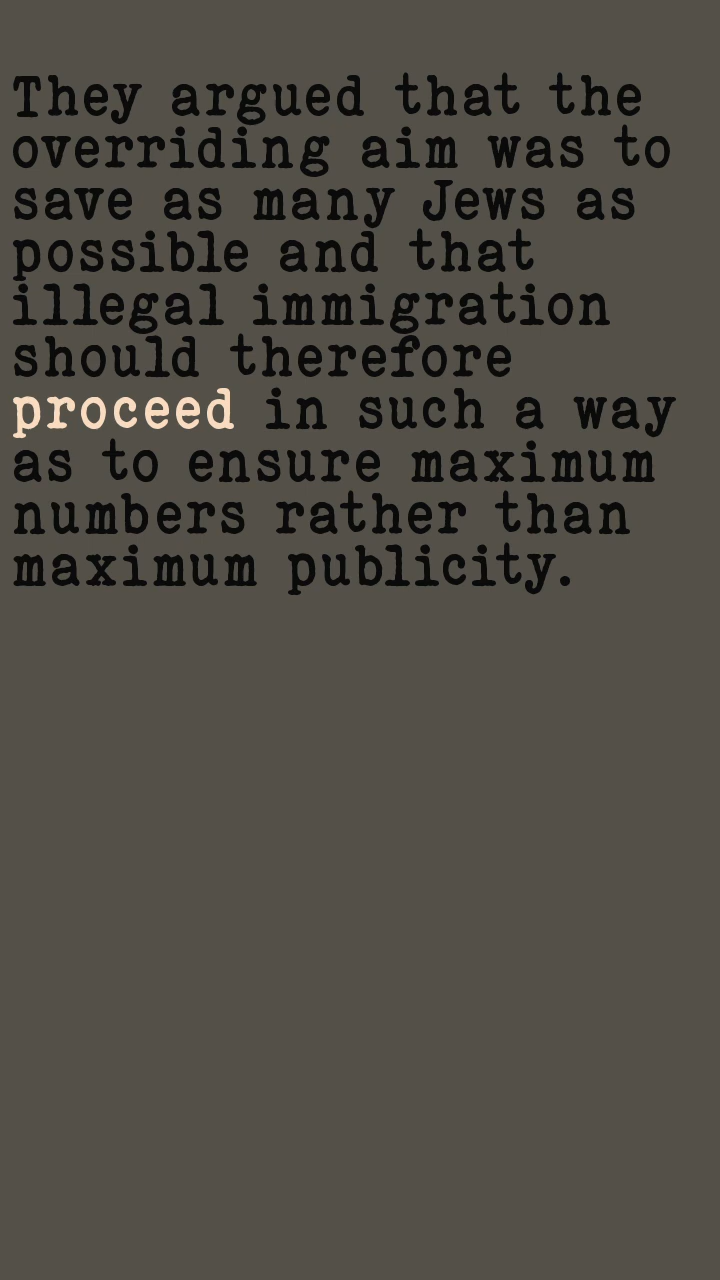 They argued that the
overriding aim was to
save as many Jews as
possible and that
illegal immigration
should therefore
proceed in such a way
as to ensure maximum
numbers rather than
maximum publicity.